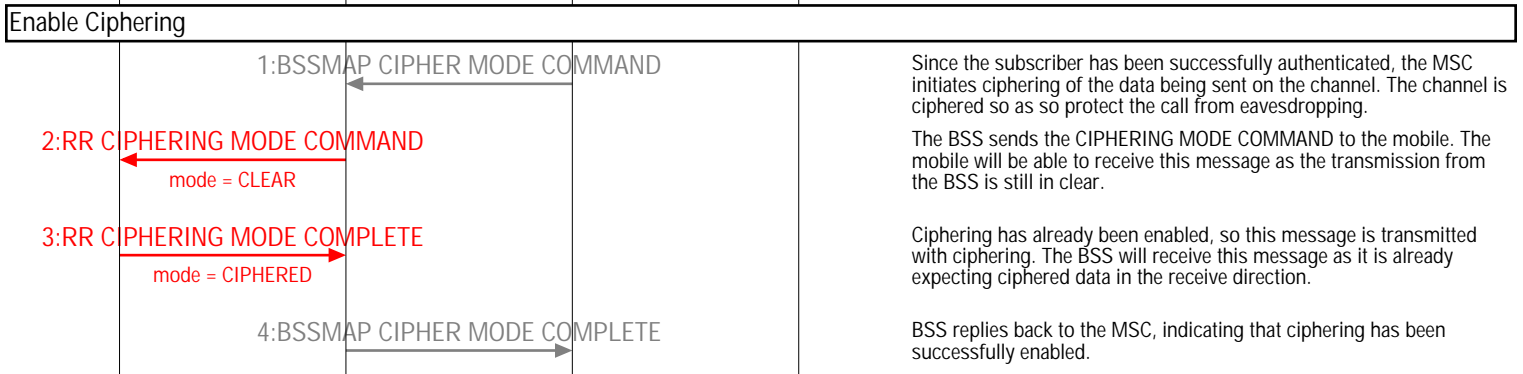 Enable Ciphering
1:BSSMAP CIPHER MODE COMMAND
Since the subscriber has been successfully authenticated, the MSC
initiates ciphering of the data being sent on the channel. The channel is
ciphered so as so protect the call from eavesdropping.
2:RR CIPHERING MODE COMMAND
mode = CLEAR
The BSS sends the CIPHERING MODE COMMAND to the mobile. The
mobile will be able to receive this message as the transmission from
the BSS is still in clear.
3:RR CIPHERING MODE COMPLETE
mode = CIPHERED
Ciphering has already been enabled, so this message is transmitted
with ciphering. The BSS will receive this message as it is already
expecting ciphered data in the receive direction.
4:BSSMAP CIPHER MODE COMPLETE
BSS replies back to the MSC, indicating that ciphering has been
successfully enabled.